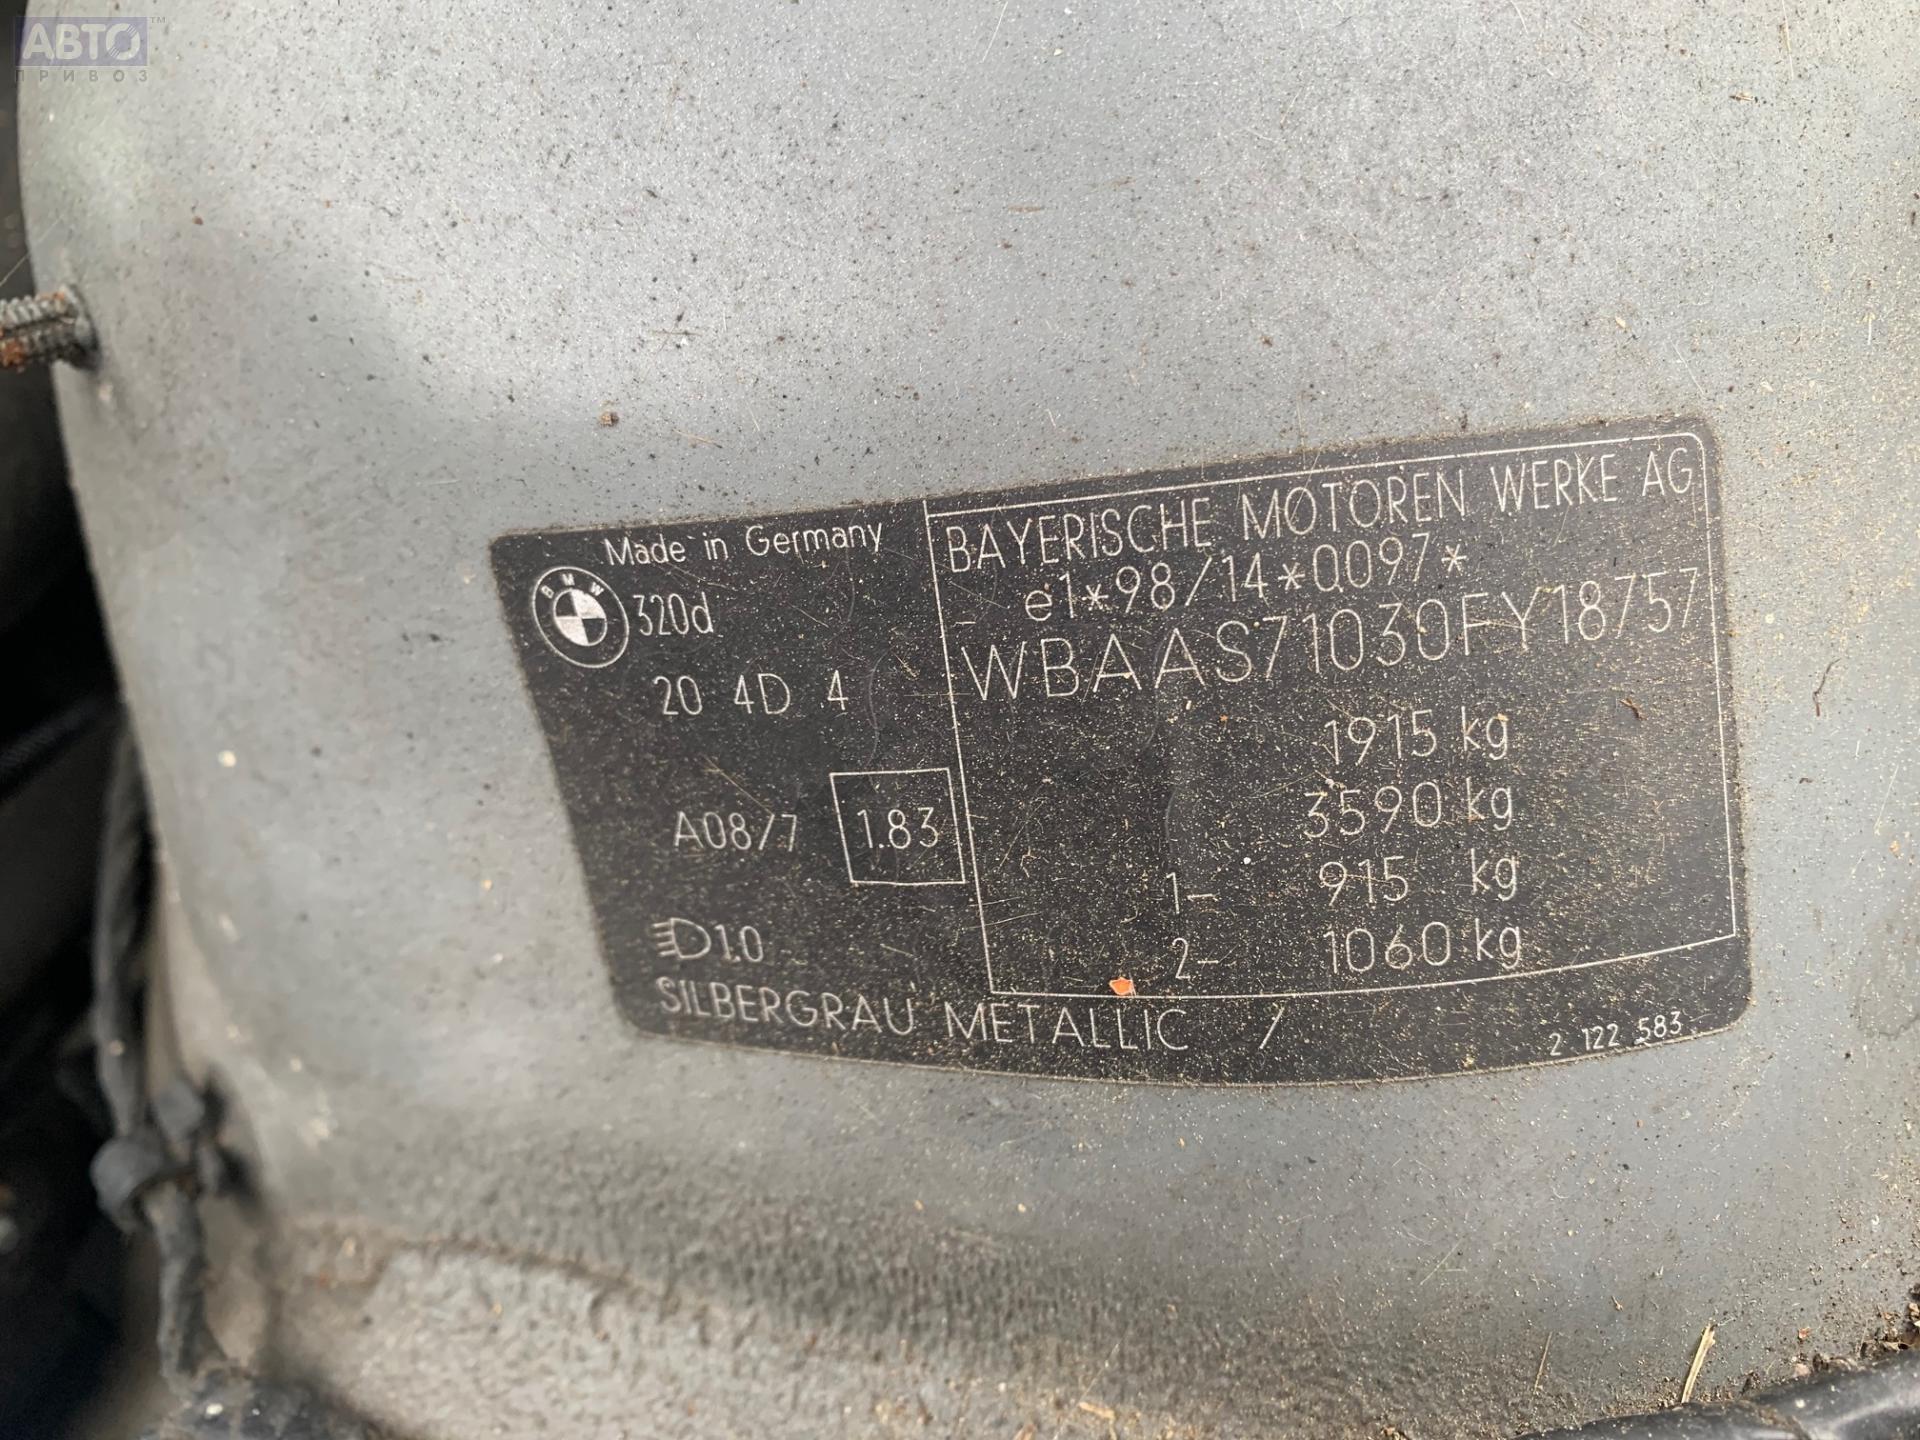 АВТО™
ПРИВОЗ
Made in Germany
BMW
320d
20 4D 4
A08/7 1.83
1.0
SILBERGRAU METALLIC /
BAYERISCHE MOTOREN WERKE AG
e1*98/14*0097*
WBAAS71030FY18757
1915 kg
3590 kg
1- 915 kg
2- 1060 kg
2 122 583